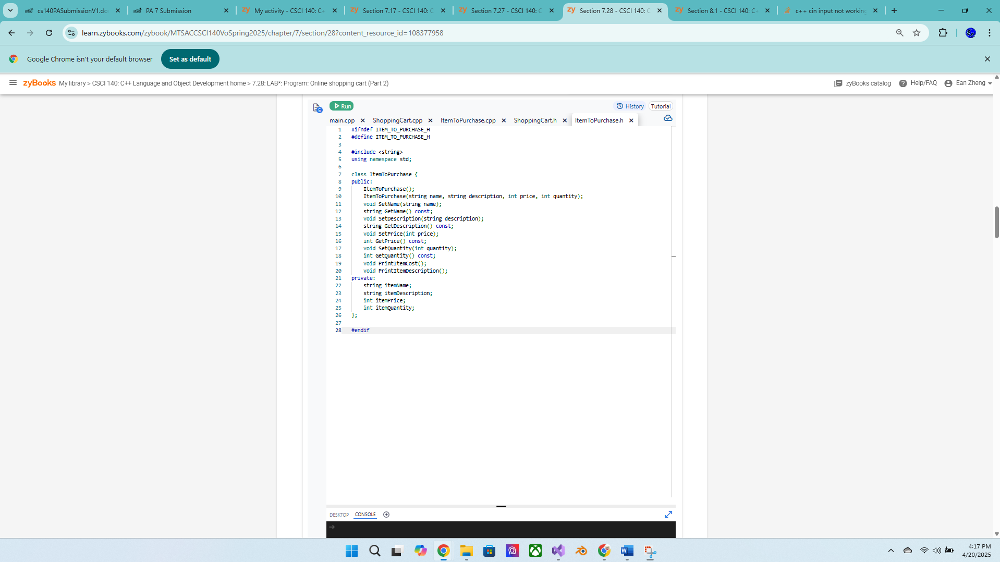 cs140PASubmissionV1.do
PA 7 Submission
My activity - CSCI 140: C+
Section 7.17 - CSCI 140: C
Section 7.27 - CSCI 140: C
Section 7.28 - CSCI 140: C
Section 8.1 - CSCI 140: C+
c++ cin input not working
learn.zybooks.com/zybook/MTSACCSCI140VoSpring2025/chapter/7/section/28?content_resource_id=108377958
Google Chrome isn't your default browser
Set as default
zyBooks My library > CSCI 140: C++ Language and Object Development home > 7.28: LAB*: Program: Online shopping cart (Part 2)
zyBooks catalog
Help/FAQ
Ean Zheng
5
Run
History
Tutorial
main.cpp
ShoppingCart.cpp
ItemToPurchase.cpp
ShoppingCart.h
ItemToPurchase.h
1 #ifndef ITEM_TO_PURCHASE_H
2 #define ITEM_TO_PURCHASE_H
3
4 #include <string>
5 using namespace std;
6
7 class ItemToPurchase {
8 public:
9 ItemToPurchase();
10 ItemToPurchase(string name, string description, int price, int quantity);
11 void SetName(string name);
12 string GetName() const;
13 void SetDescription(string description);
14 string GetDescription() const;
15 void SetPrice(int price);
16 int GetPrice() const;
17 void SetQuantity(int quantity);
18 int GetQuantity() const;
19 void PrintItemCost();
20 void PrintItemDescription();
21 private:
22 string itemName;
23 string itemDescription;
24 int itemPrice;
25 int itemQuantity;
26 };
27
28 #endif
DESKTOP
CONSOLE
4:17 PM
4/20/2025